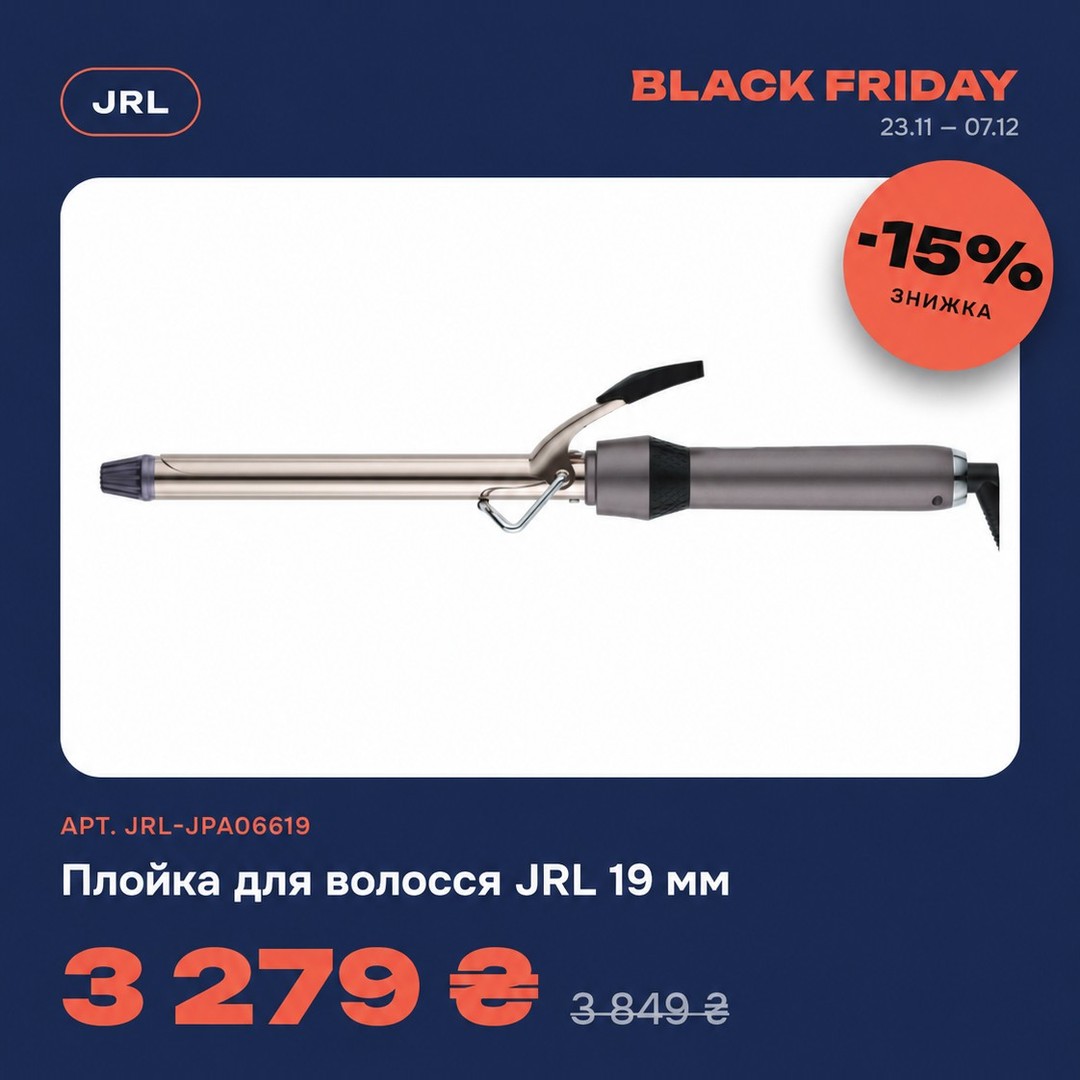 JRL
BLACK FRIDAY
23.11 – 07.12
-15%
ЗНИЖКА
АРТ. JRL-JPA06619
Плойка для волосся JRL 19 мм
3 279 ₴
3 849 ₴